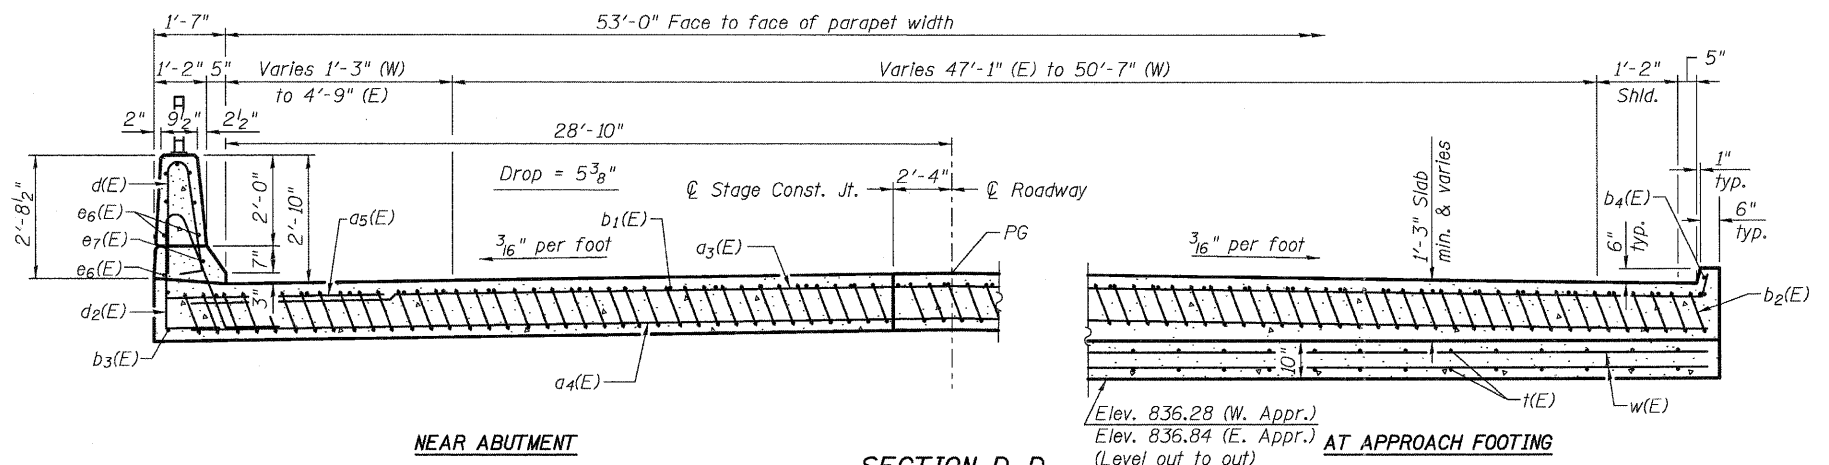 1'-7"
53'-0" Face to face of parapet width
1'-2"
5"
Varies 1'-3" (W)
to 4'-9" (E)
Varies 47'-1" (E) to 50'-7" (W)
1'-2"
Shld.
5"
2"
9½"
2½"
28'-10"
1'-3" Slab
min. & varies
1"
typ.
2'-8½"
d(E)
2'-0"
2'-10"
Drop = 5⅜"
℄ Stage Const. Jt.
2'-4"
℄ Roadway
b4(E)
6"
typ.
e6(E)
a5(E)
b1(E)
PG
6"
typ.
e7(E)
3/16" per foot
a3(E)
3/16" per foot
e6(E)
7"
3"
d2(E)
b2(E)
b3(E)
a4(E)
10"
t(E)
w(E)
Elev. 836.28 (W. Appr.)
Elev. 836.84 (E. Appr.)
(Level out to out)
NEAR ABUTMENT
AT APPROACH FOOTING
SECTION D-D